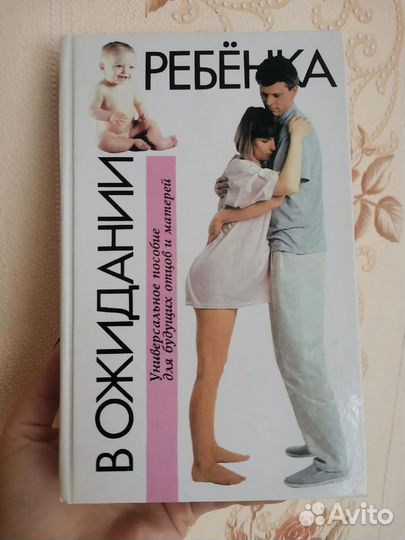 В ОЖИДАНИИ
РЕБЁНКА
Универсальное пособие
для будущих отцов и матерей
Avito